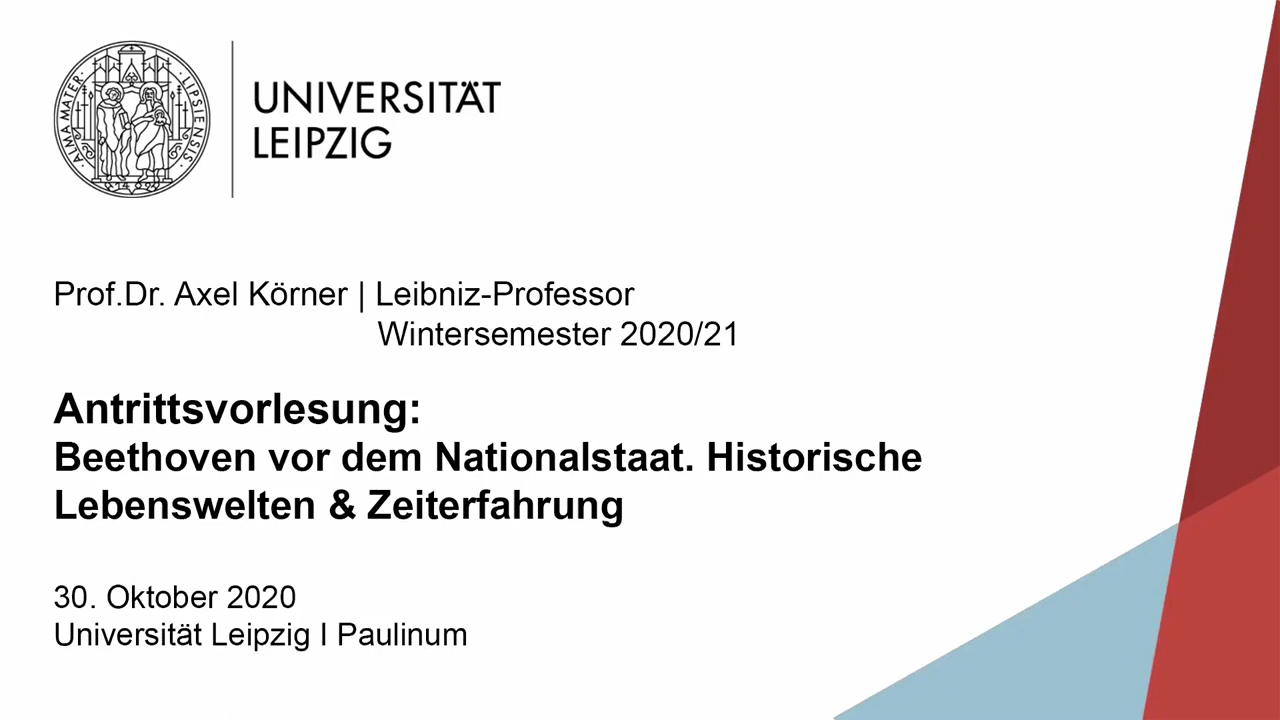 ALMA MATER LIPSIENSIS
1409
UNIVERSITÄT
LEIPZIG
Prof.Dr. Axel Körner | Leibniz-Professor
Wintersemester 2020/21
Antrittsvorlesung:
Beethoven vor dem Nationalstaat. Historische
Lebenswelten & Zeiterfahrung
30. Oktober 2020
Universität Leipzig I Paulinum